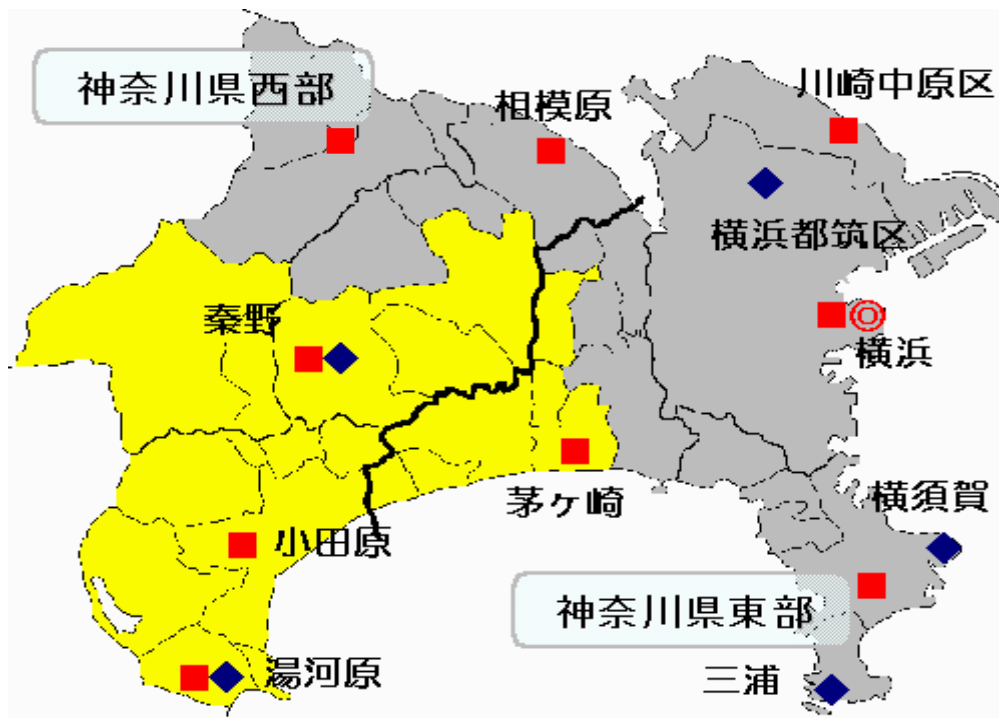 神奈川県西部
相模原
川崎中原区
横浜都筑区
秦野
横浜
茅ヶ崎
横須賀
小田原
神奈川県東部
湯河原
三浦